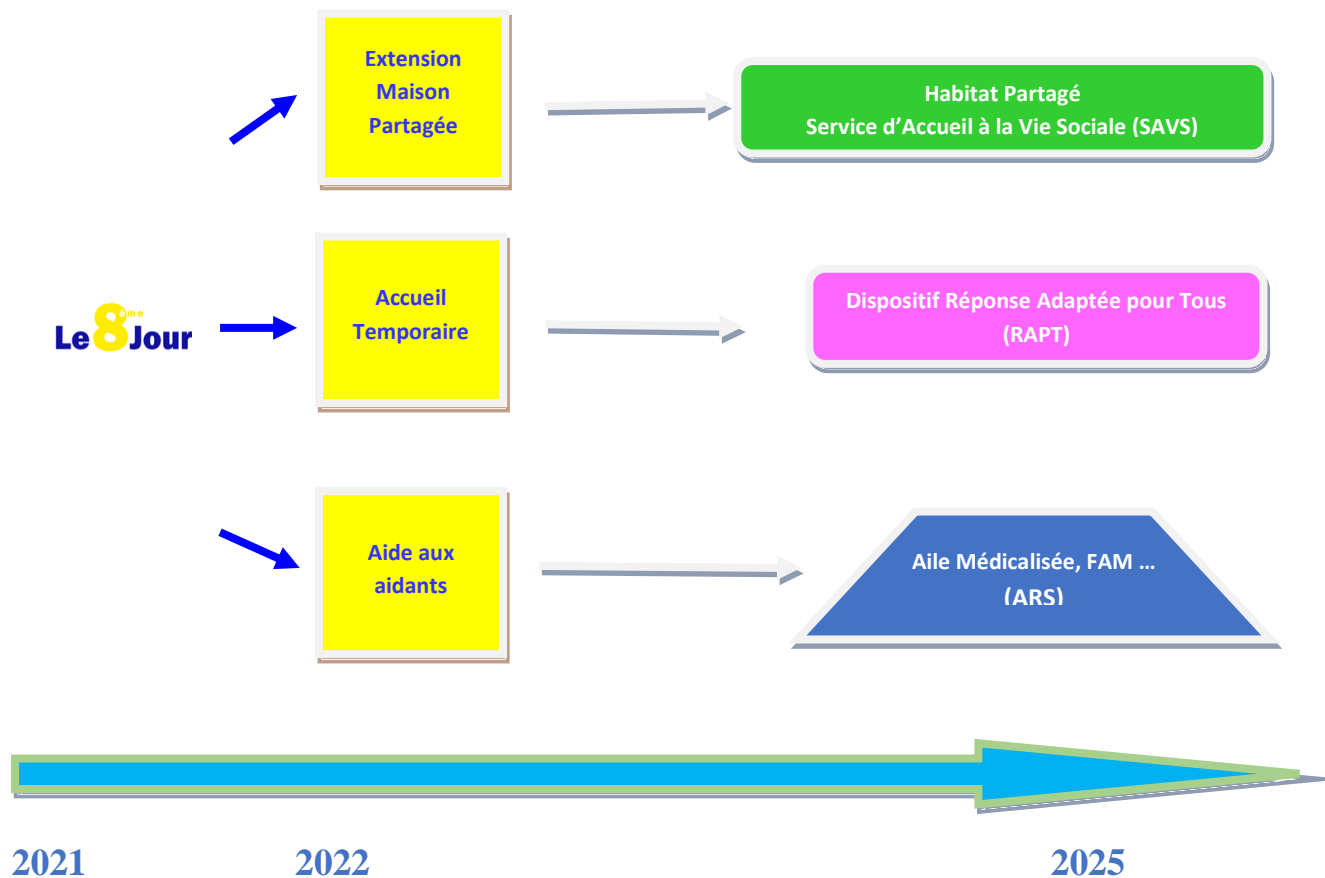 Extension
Maison
Partagée
Habitat Partagé
Service d’Accueil à la Vie Sociale (SAVS)
Le 8ème Jour
Accueil
Temporaire
Dispositif Réponse Adaptée pour Tous
(RAPT)
Aide aux
aidants
Aile Médicalisée, FAM …
(ARS)
2021 2022 2025